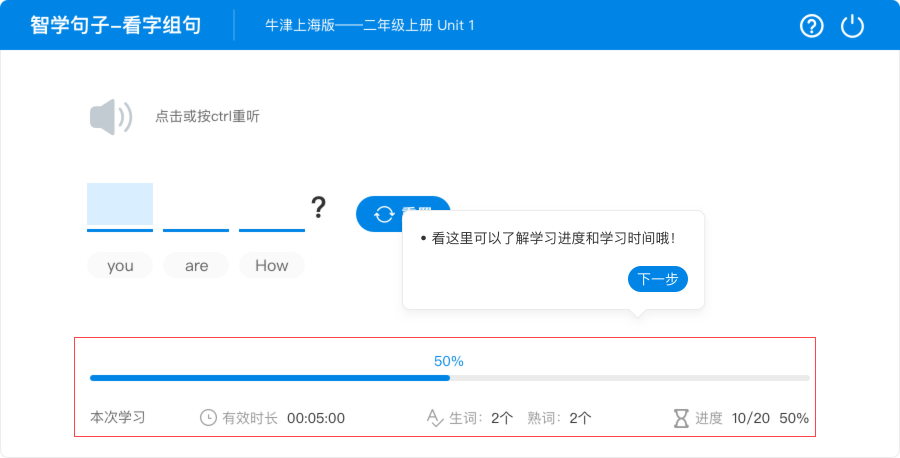 智学句子-看字组句
牛津上海版——二年级上册 Unit 1
点击或按ctrl重听
?
• 看这里可以了解学习进度和学习时间哦！
下一步
you are How
50%
本次学习 有效时长 00:05:00 生词：2个 熟词：2个 进度 10/20 50%